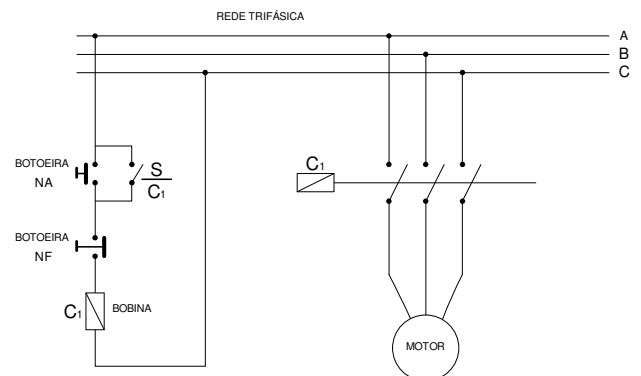 REDE TRIFÁSICA
A
B
C
BOTOEIRA
NA
S
C1
C1
BOTOEIRA
NF
C1
BOBINA
MOTOR